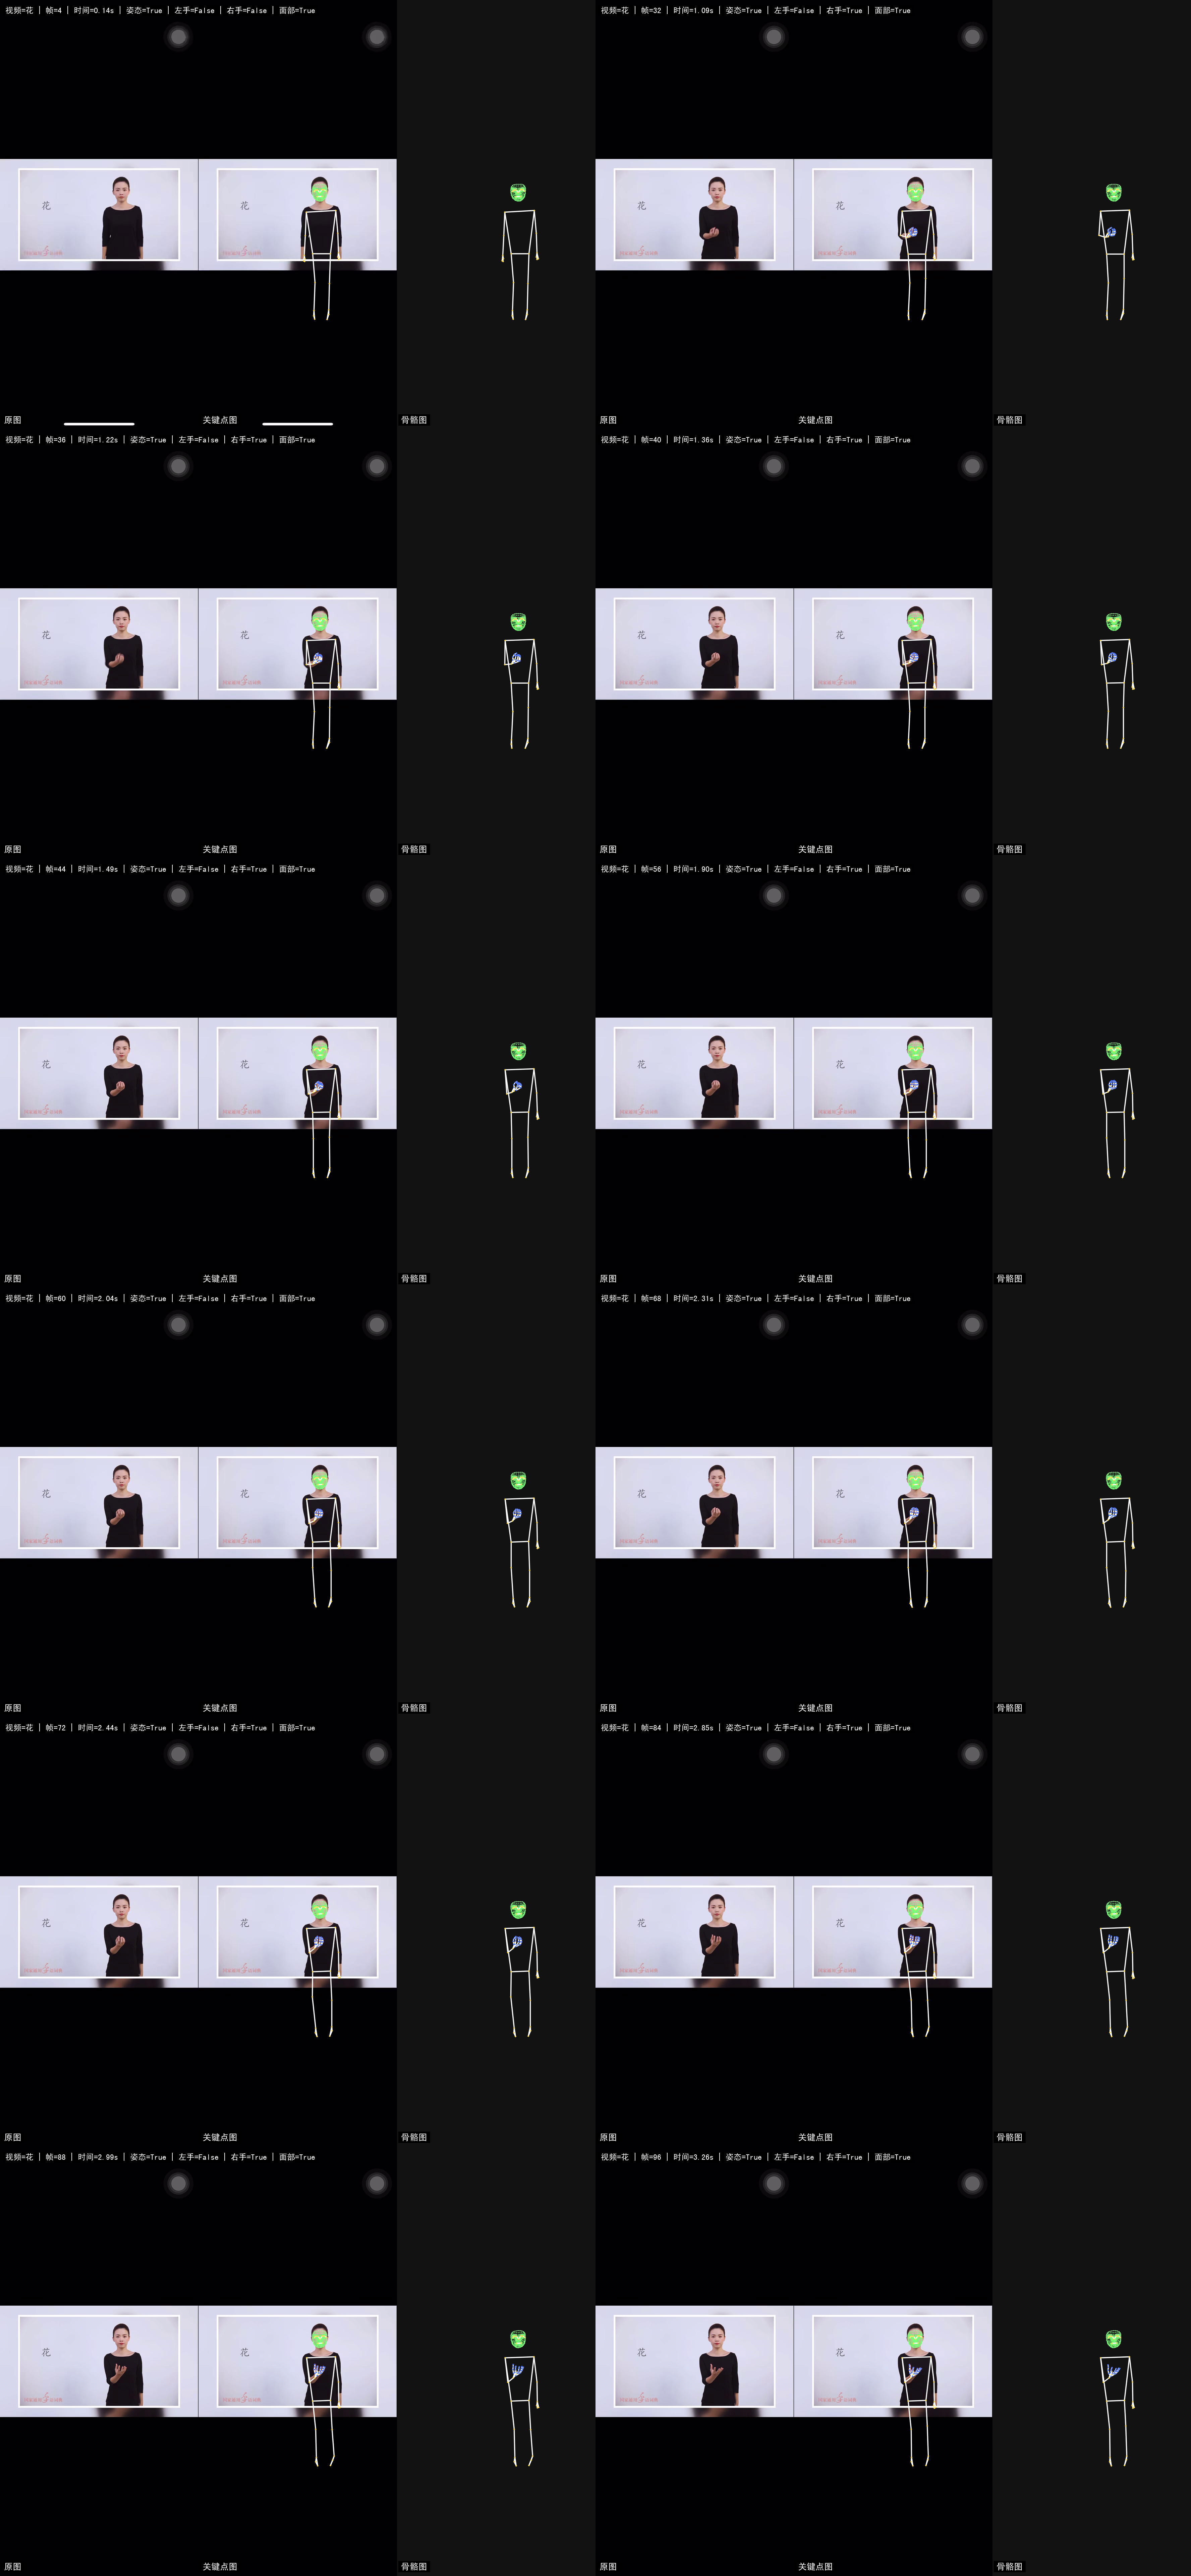 视频=花 | 帧=4 | 时间=0.14s | 姿态=True | 左手=False | 右手=False | 面部=True
花
花
原图
关键点图
骨骼图
视频=花 | 帧=32 | 时间=1.09s | 姿态=True | 左手=False | 右手=True | 面部=True
花
花
原图
关键点图
骨骼图
视频=花 | 帧=36 | 时间=1.22s | 姿态=True | 左手=False | 右手=True | 面部=True
花
花
原图
关键点图
骨骼图
视频=花 | 帧=40 | 时间=1.36s | 姿态=True | 左手=False | 右手=True | 面部=True
花
花
原图
关键点图
骨骼图
视频=花 | 帧=44 | 时间=1.49s | 姿态=True | 左手=False | 右手=True | 面部=True
花
花
原图
关键点图
骨骼图
视频=花 | 帧=56 | 时间=1.90s | 姿态=True | 左手=False | 右手=True | 面部=True
花
花
原图
关键点图
骨骼图
视频=花 | 帧=60 | 时间=2.04s | 姿态=True | 左手=False | 右手=True | 面部=True
花
花
原图
关键点图
骨骼图
视频=花 | 帧=68 | 时间=2.31s | 姿态=True | 左手=False | 右手=True | 面部=True
花
花
原图
关键点图
骨骼图
视频=花 | 帧=72 | 时间=2.44s | 姿态=True | 左手=False | 右手=True | 面部=True
花
花
原图
关键点图
骨骼图
视频=花 | 帧=84 | 时间=2.85s | 姿态=True | 左手=False | 右手=True | 面部=True
花
花
原图
关键点图
骨骼图
视频=花 | 帧=88 | 时间=2.99s | 姿态=True | 左手=False | 右手=True | 面部=True
花
花
原图
关键点图
骨骼图
视频=花 | 帧=96 | 时间=3.26s | 姿态=True | 左手=False | 右手=True | 面部=True
花
花
原图
关键点图
骨骼图